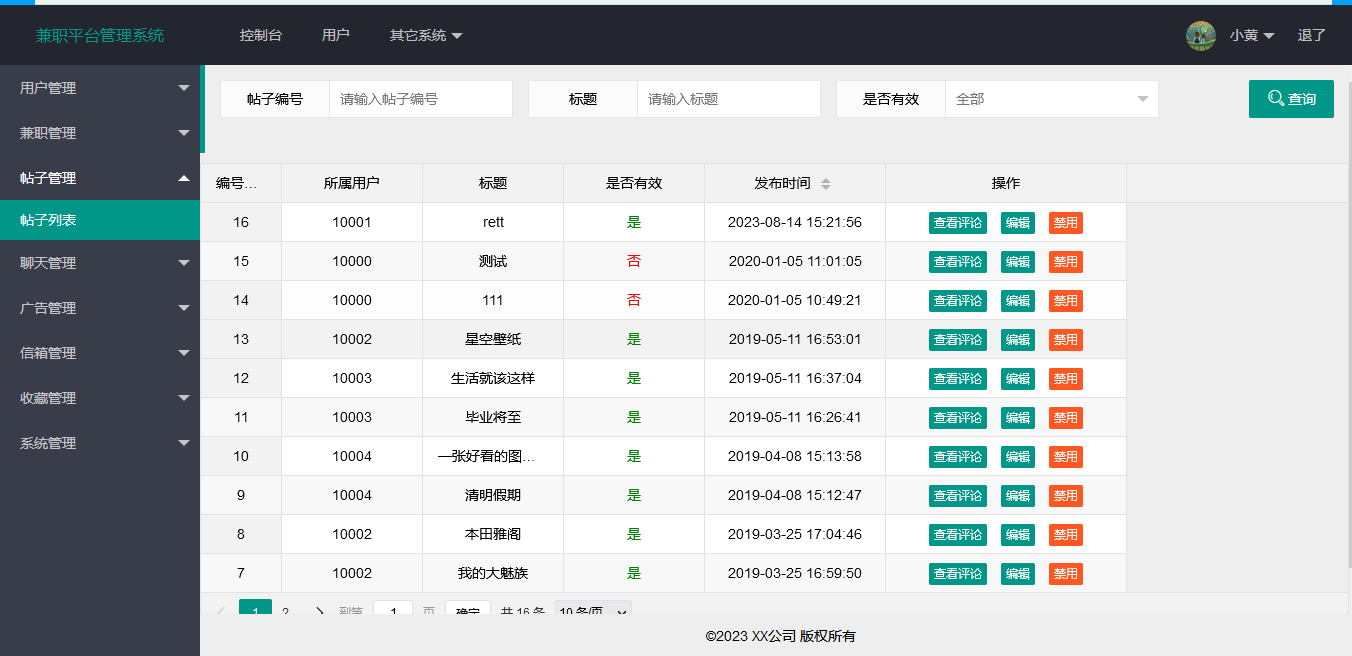 兼职平台管理系统 控制台 用户 其它系统 小黄 退了
用户管理
兼职管理
帖子管理
帖子列表
聊天管理
广告管理
信箱管理
收藏管理
系统管理
帖子编号 请输入帖子编号 标题 请输入标题 是否有效 全部 查询
编号... 所属用户 标题 是否有效 发布时间 操作
16 10001 rett 是 2023-08-14 15:21:56 查看评论 编辑 禁用
15 10000 测试 否 2020-01-05 11:01:05 查看评论 编辑 禁用
14 10000 111 否 2020-01-05 10:49:21 查看评论 编辑 禁用
13 10002 星空壁纸 是 2019-05-11 16:53:01 查看评论 编辑 禁用
12 10003 生活就该这样 是 2019-05-11 16:37:04 查看评论 编辑 禁用
11 10003 毕业将至 是 2019-05-11 16:26:41 查看评论 编辑 禁用
10 10004 一张好看的图... 是 2019-04-08 15:13:58 查看评论 编辑 禁用
9 10004 清明假期 是 2019-04-08 15:12:47 查看评论 编辑 禁用
8 10002 本田雅阁 是 2019-03-25 17:04:46 查看评论 编辑 禁用
7 10002 我的大魅族 是 2019-03-25 16:59:50 查看评论 编辑 禁用
1 2 到第 1 页 确定 共 16 条 10 条/页
©2023 XX公司 版权所有